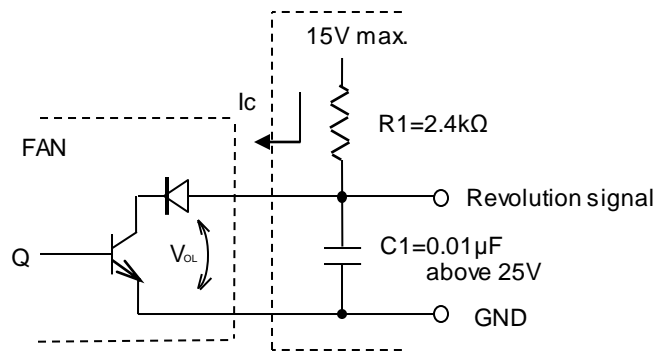 15V max.
Ic
R1=2.4kΩ
FAN
Revolution signal
Q
VOL
C1=0.01µF
above 25V
GND